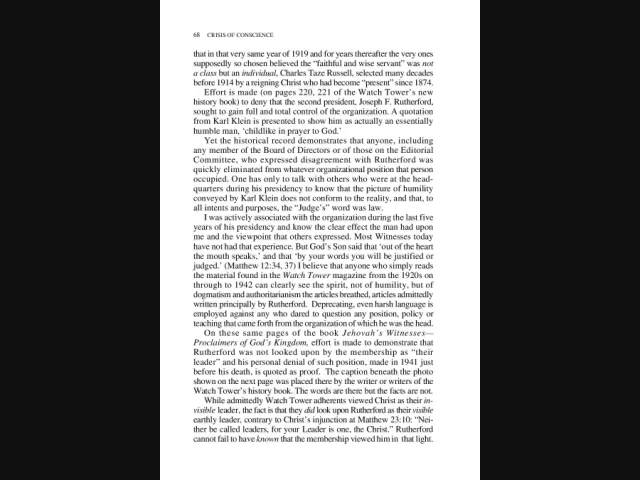 68 CRISIS OF CONSCIENCE
that in that very same year of 1919 and for years thereafter the very ones
supposedly so chosen believed the “faithful and wise servant” was not
a class but an individual, Charles Taze Russell, selected many decades
before 1914 by a reigning Christ who had become “present” since 1874.
Effort is made (on pages 220, 221 of the Watch Tower's new
history book) to deny that the second president, Joseph F. Rutherford,
sought to gain full and total control of the organization. A quotation
from Karl Klein is presented to show him as actually an essentially
humble man, ‘childlike in prayer to God.’
Yet the historical record demonstrates that anyone, including
any member of the Board of Directors or of those on the Editorial
Committee, who expressed disagreement with Rutherford was
quickly eliminated from whatever organizational position that person
occupied. One has only to talk with others who were at the head-
quarters during his presidency to know that the picture of humility
conveyed by Karl Klein does not conform to the reality, and that, to
all intents and purposes, the “Judge’s” word was law.
I was actively associated with the organization during the last five
years of his presidency and know the clear effect the man had upon
me and the viewpoint that others expressed. Most Witnesses today
have not had that experience. But God’s Son said that ‘out of the heart
the mouth speaks,’ and that ‘by your words you will be justified or
judged.’ (Matthew 12:34, 37) I believe that anyone who simply reads
the material found in the Watch Tower magazine from the 1920s on
through to 1942 can clearly see the spirit, not of humility, but of
dogmatism and authoritarianism the articles breathed, articles admittedly
written principally by Rutherford. Deprecating, even harsh language is
employed against any who dared to question any position, policy or
teaching that came forth from the organization of which he was the head.
On these same pages of the book Jehovah’s Witnesses—
Proclaimers of God’s Kingdom, effort is made to demonstrate that
Rutherford was not looked upon by the membership as “their
leader” and his personal denial of such position, made in 1941 just
before his death, is quoted as proof. The caption beneath the photo
shown on the next page was placed there by the writer or writers of the
Watch Tower’s history book. The words are there but the facts are not.
While admittedly Watch Tower adherents viewed Christ as their in-
visible leader, the fact is that they did look upon Rutherford as their visible
earthly leader, contrary to Christ’s injunction at Matthew 23:10: “Nei-
ther be called leaders, for your Leader is one, the Christ.” Rutherford
cannot fail to have known that the membership viewed him in that light.